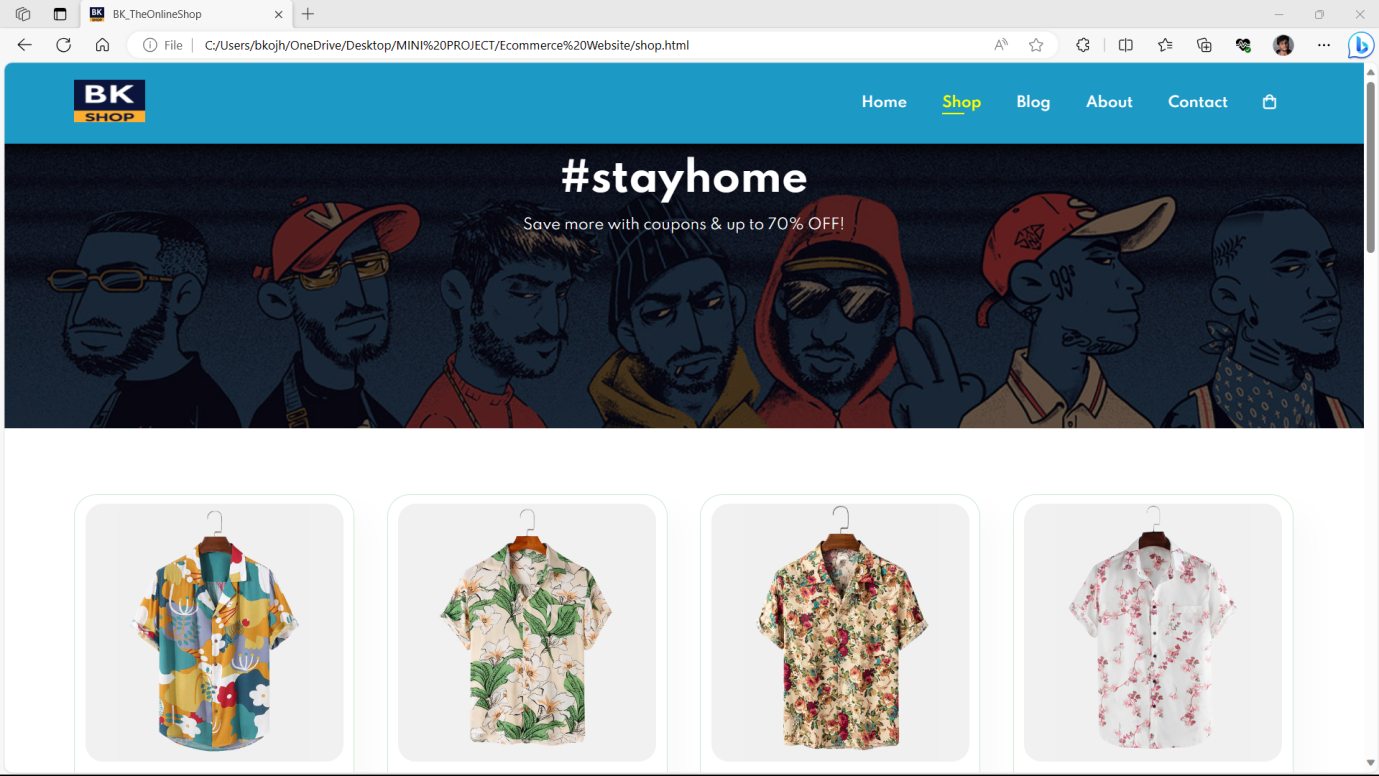 BK_TheOnlineShop
File
C:/Users/bkojh/OneDrive/Desktop/MINI%20PROJECT/Ecommerce%20Website/shop.html
BK
SHOP
Home
Shop
Blog
About
Contact
#stayhome
Save more with coupons & up to 70% OFF!
99$